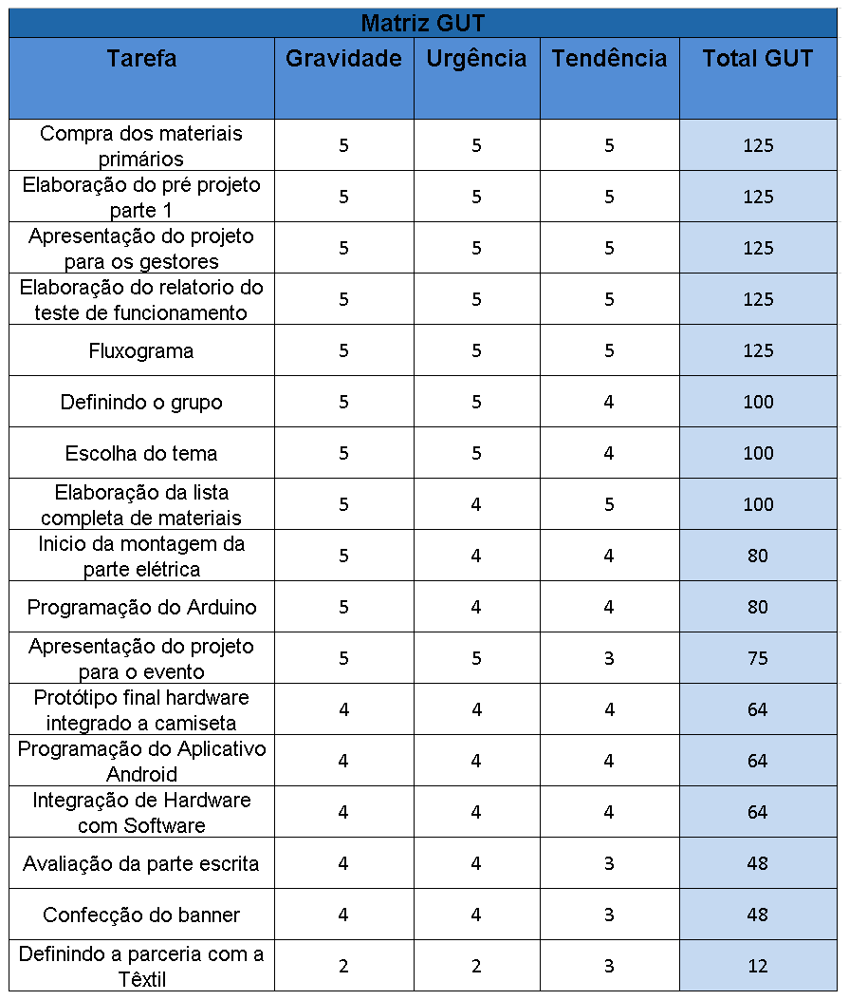 Matriz GUT
Tarefa Gravidade Urgência Tendência Total GUT
Compra dos materiais
primários 5 5 5 125
Elaboração do pré projeto
parte 1 5 5 5 125
Apresentação do projeto
para os gestores 5 5 5 125
Elaboração do relatorio do
teste de funcionamento 5 5 5 125
Fluxograma 5 5 5 125
Definindo o grupo 5 5 4 100
Escolha do tema 5 5 4 100
Elaboração da lista
completa de materiais 5 4 5 100
Inicio da montagem da
parte elétrica 5 4 4 80
Programação do Arduino 5 4 4 80
Apresentação do projeto
para o evento 5 5 3 75
Protótipo final hardware
integrado a camiseta 4 4 4 64
Programação do Aplicativo
Android 4 4 4 64
Integração de Hardware
com Software 4 4 4 64
Avaliação da parte escrita 4 4 3 48
Confecção do banner 4 4 3 48
Definindo a parceria com a
Têxtil 2 2 3 12